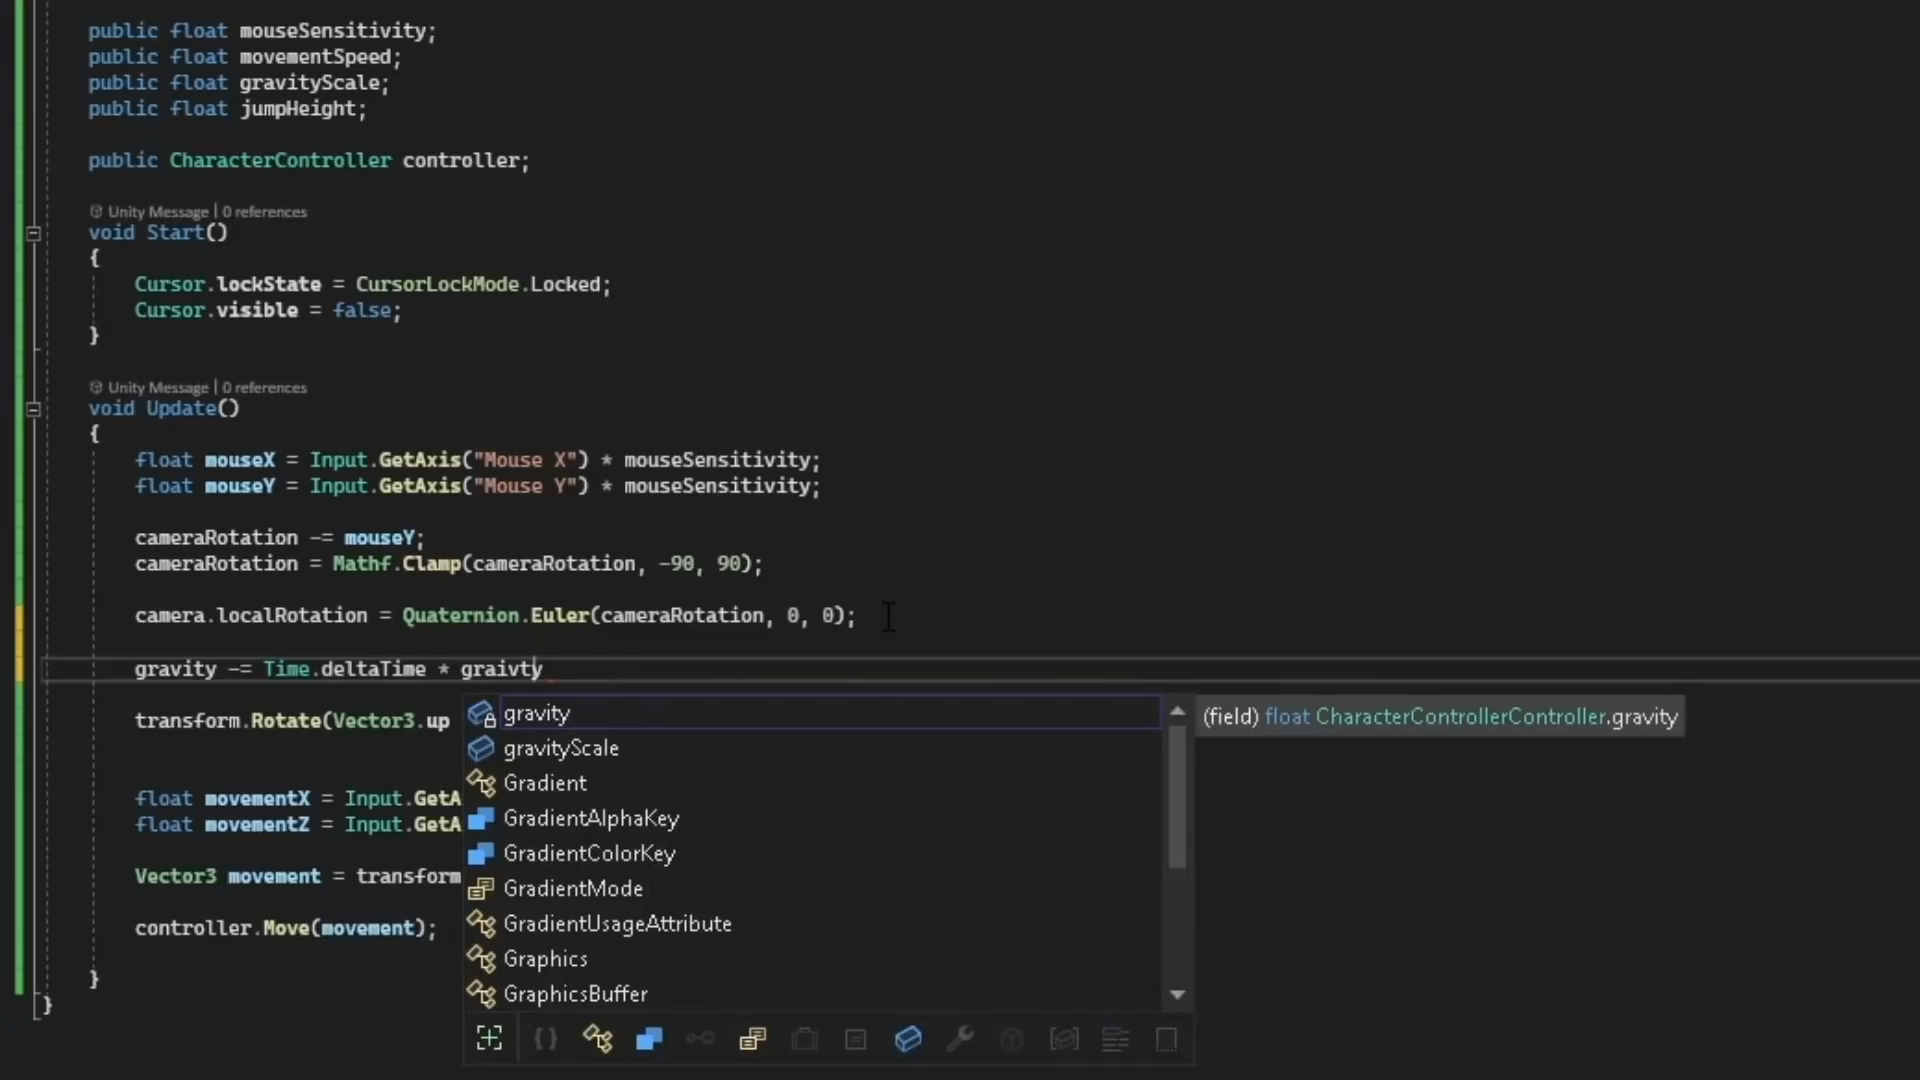 public float mouseSensitivity;
public float movementSpeed;
public float gravityScale;
public float jumpHeight;
public CharacterController controller;
Unity Message | 0 references
void Start()
{
Cursor.lockState = CursorLockMode.Locked;
Cursor.visible = false;
}
Unity Message | 0 references
void Update()
{
float mouseX = Input.GetAxis("Mouse X") * mouseSensitivity;
float mouseY = Input.GetAxis("Mouse Y") * mouseSensitivity;
cameraRotation -= mouseY;
cameraRotation = Mathf.Clamp(cameraRotation, -90, 90);
camera.localRotation = Quaternion.Euler(cameraRotation, 0, 0);
gravity -= Time.deltaTime * graivty
transform.Rotate(Vector3.up
float movementX = Input.GetA
float movementZ = Input.GetA
Vector3 movement = transform
controller.Move(movement);
}
}
gravity
gravityScale
Gradient
GradientAlphaKey
GradientColorKey
GradientMode
GradientUsageAttribute
Graphics
GraphicsBuffer
(field) float CharacterControllerController.gravity